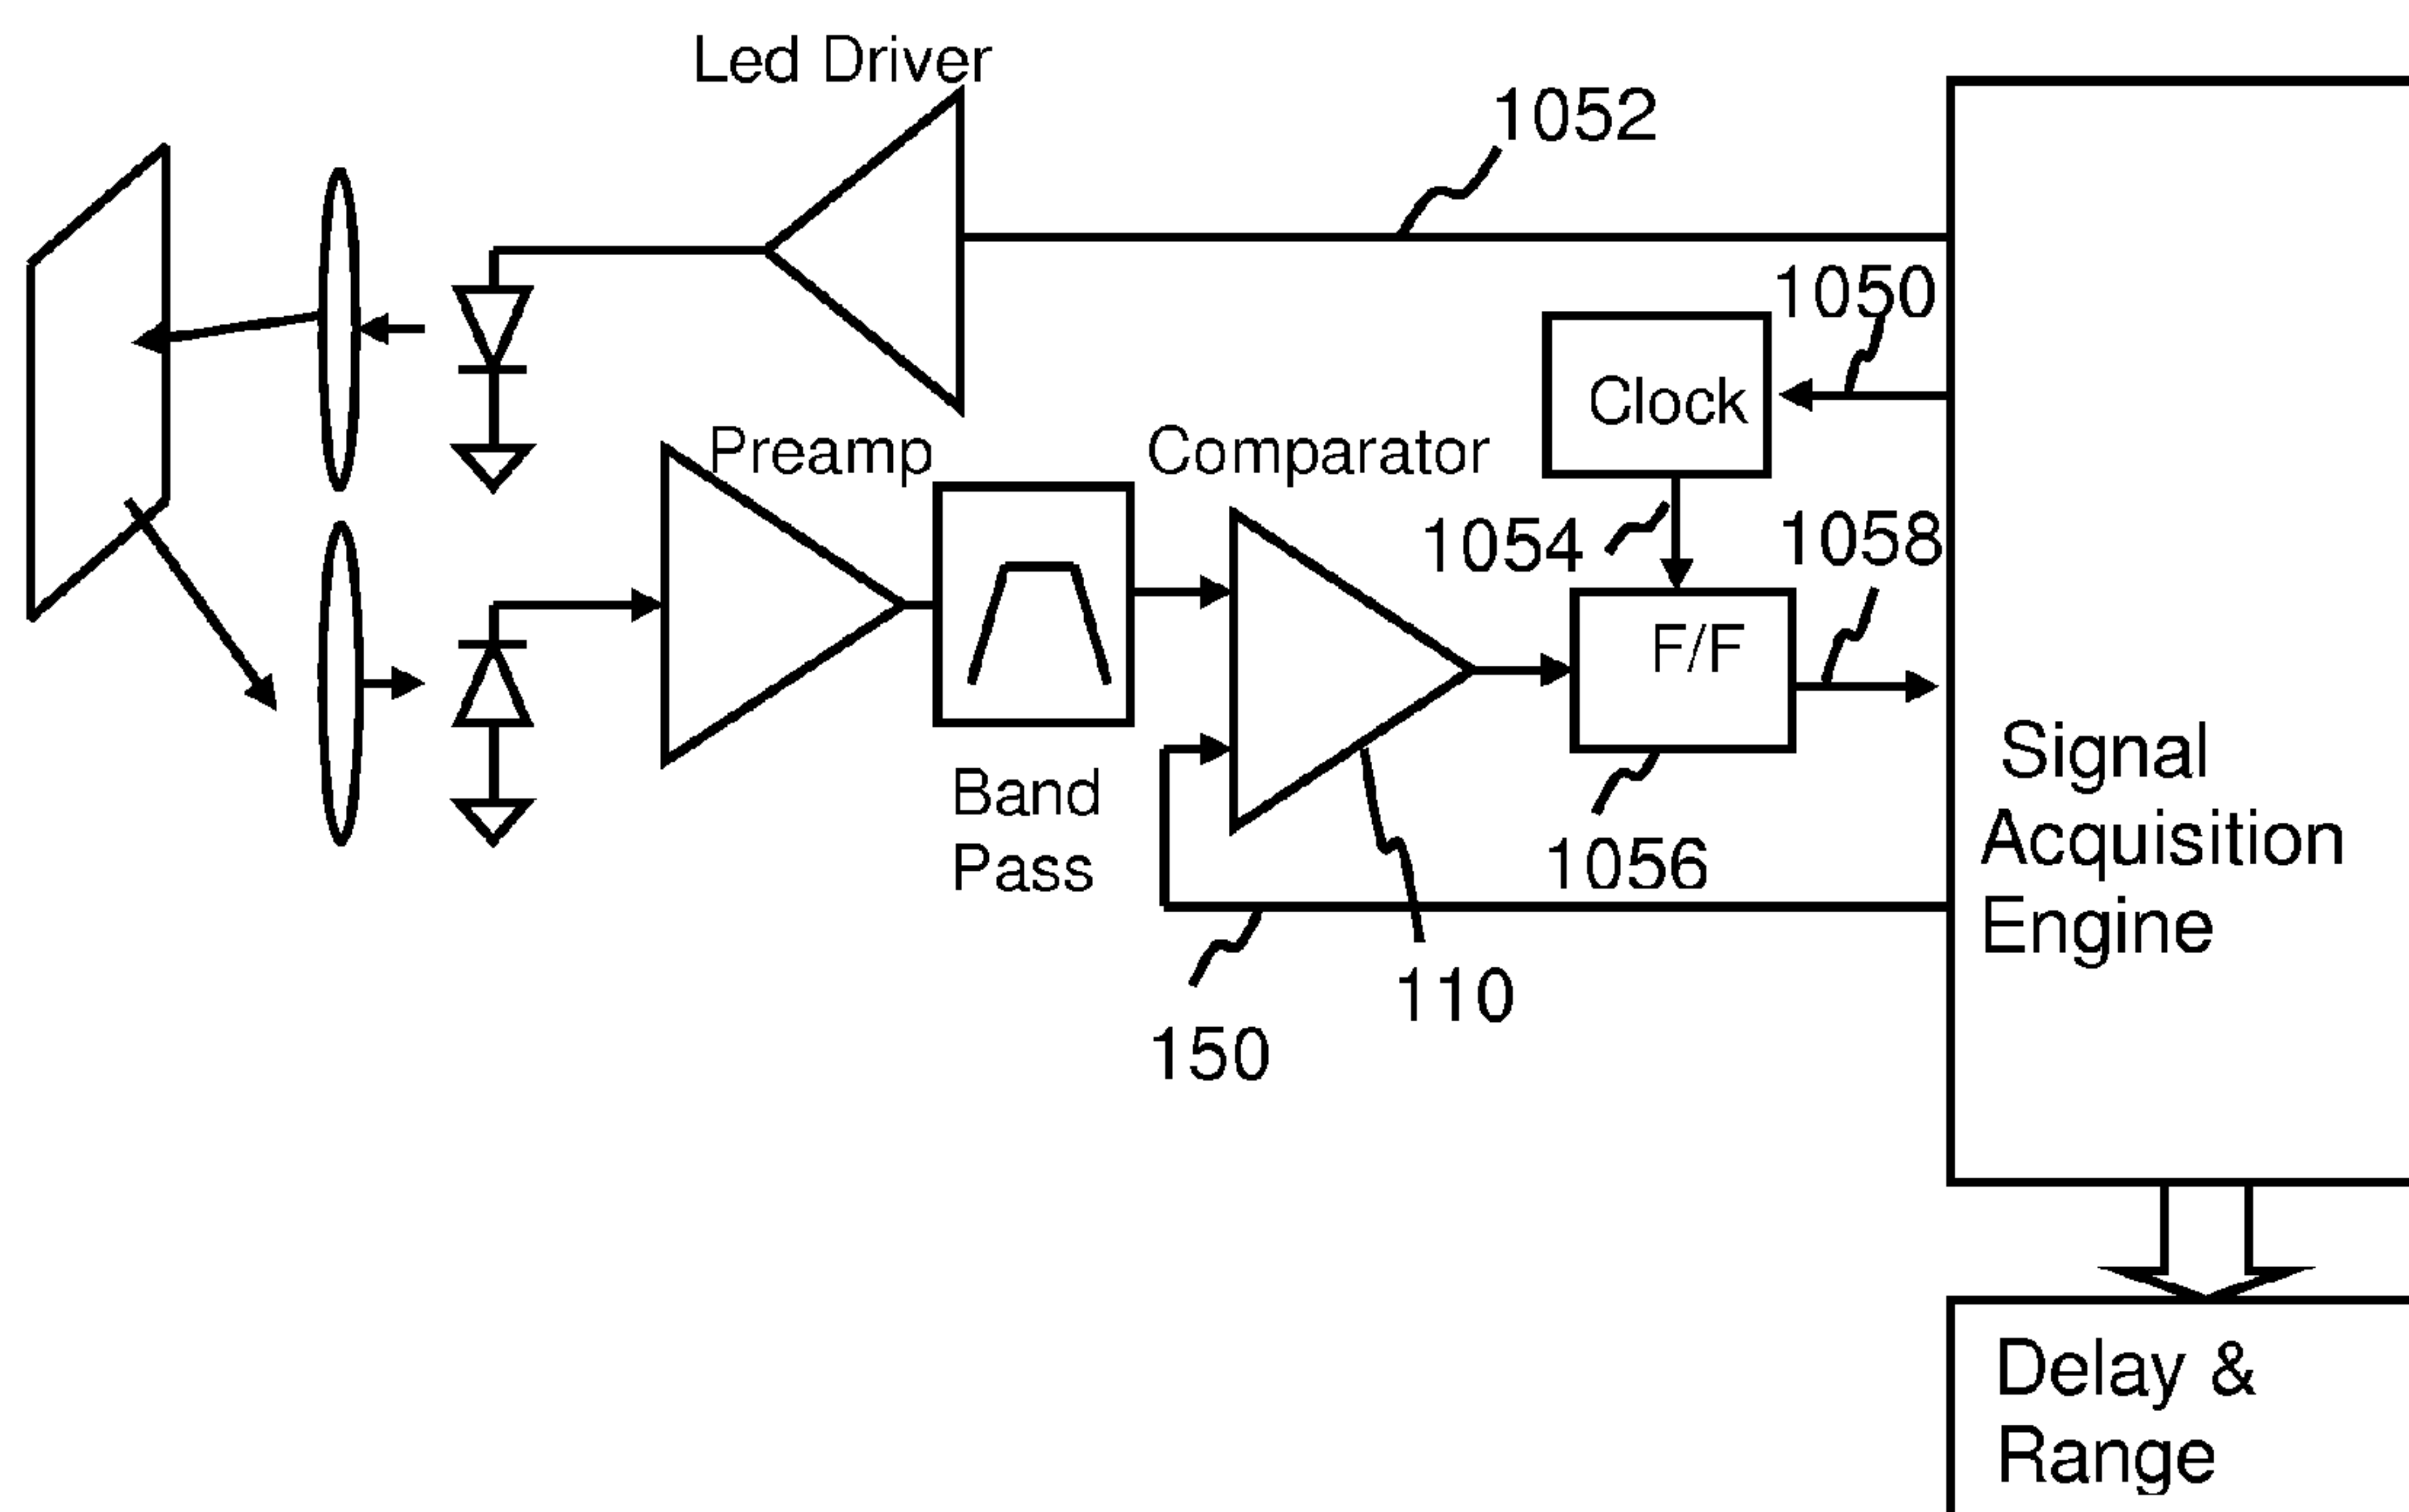 Led Driver
1052
1050
Clock
Preamp
Comparator
1054
1058
F/F
Band
Pass
1056
Signal
Acquisition
Engine
110
150
Delay &
Range